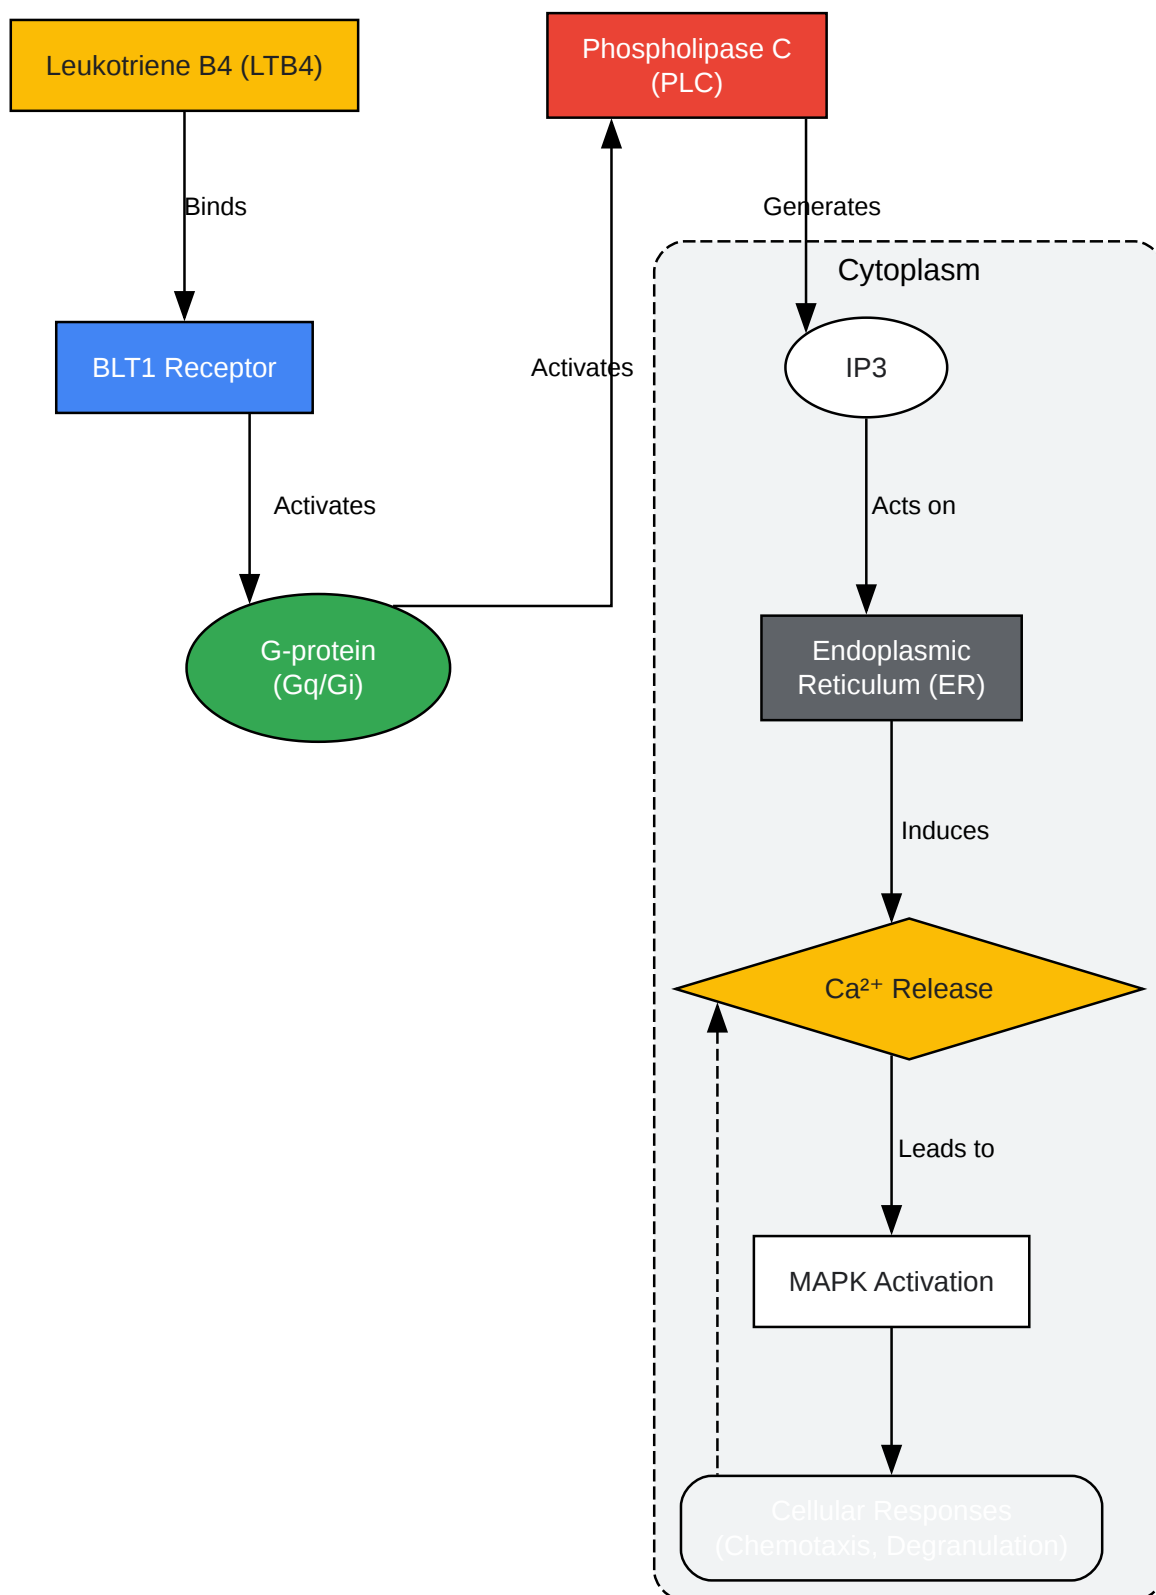 Leukotriene B4 (LTB4)
Phospholipase C
(PLC)
Binds
Generates
Cytoplasm
BLT1 Receptor
Activates
IP3
Activates
Acts on
G-protein
(Gq/Gi)
Endoplasmic
Reticulum (ER)
Induces
Ca²⁺ Release
Leads to
MAPK Activation
Cellular Responses
(Chemotaxis, Degranulation)